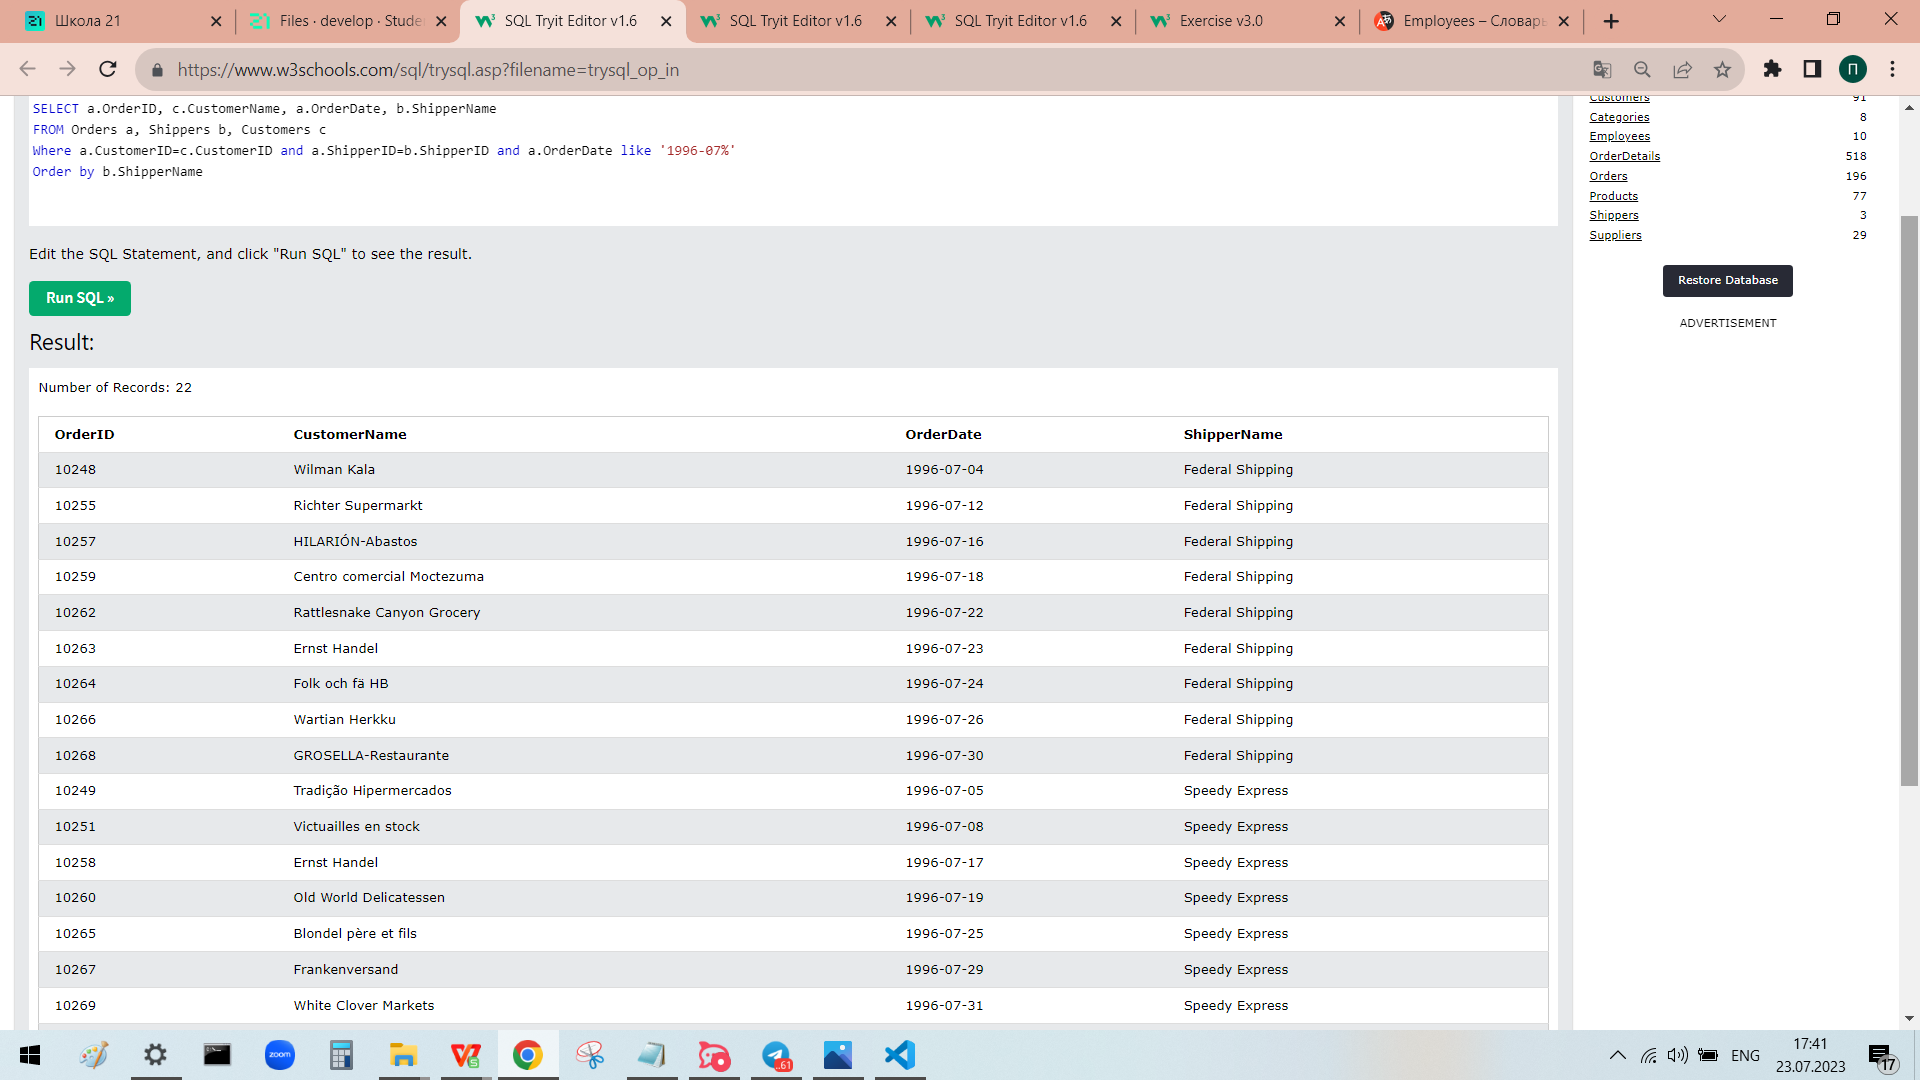 Школа 21
Files · develop · Stude
SQL Tryit Editor v1.6
SQL Tryit Editor v1.6
SQL Tryit Editor v1.6
Exercise v3.0
Employees – Словарь
https://www.w3schools.com/sql/trysql.asp?filename=trysql_op_in
П
SELECT a.OrderID, c.CustomerName, a.OrderDate, b.ShipperName
FROM Orders a, Shippers b, Customers c
Where a.CustomerID=c.CustomerID and a.ShipperID=b.ShipperID and a.OrderDate like '1996-07%'
Order by b.ShipperName
Edit the SQL Statement, and click "Run SQL" to see the result.
Run SQL »
Result:
Number of Records: 22
OrderID CustomerName OrderDate ShipperName
10248 Wilman Kala 1996-07-04 Federal Shipping
10255 Richter Supermarkt 1996-07-12 Federal Shipping
10257 HILARIÓN-Abastos 1996-07-16 Federal Shipping
10259 Centro comercial Moctezuma 1996-07-18 Federal Shipping
10262 Rattlesnake Canyon Grocery 1996-07-22 Federal Shipping
10263 Ernst Handel 1996-07-23 Federal Shipping
10264 Folk och fä HB 1996-07-24 Federal Shipping
10266 Wartian Herkku 1996-07-26 Federal Shipping
10268 GROSELLA-Restaurante 1996-07-30 Federal Shipping
10249 Tradição Hipermercados 1996-07-05 Speedy Express
10251 Victuailles en stock 1996-07-08 Speedy Express
10258 Ernst Handel 1996-07-17 Speedy Express
10260 Old World Delicatessen 1996-07-19 Speedy Express
10265 Blondel père et fils 1996-07-25 Speedy Express
10267 Frankenversand 1996-07-29 Speedy Express
10269 White Clover Markets 1996-07-31 Speedy Express
Customers 91
Categories 8
Employees 10
OrderDetails 518
Orders 196
Products 77
Shippers 3
Suppliers 29
Restore Database
ADVERTISEMENT
zoom
..61
ENG
17:41
23.07.2023
17